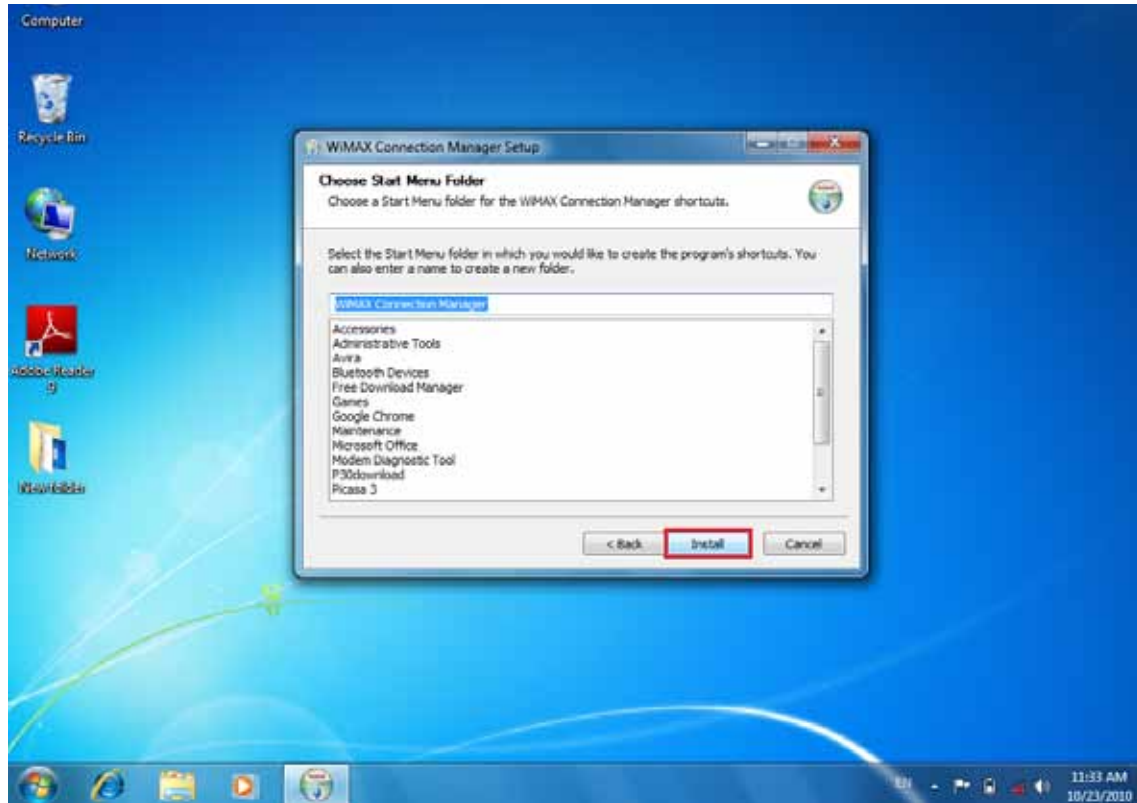 Computer
Recycle Bin
Network
Adobe Reader
9
New folder
WiMAX Connection Manager Setup
Choose Start Menu Folder
Choose a Start Menu folder for the WiMAX Connection Manager shortcuts.
Select the Start Menu folder in which you would like to create the program's shortcuts. You
can also enter a name to create a new folder.
WiMAX Connection Manager
Accessories
Administrative Tools
Avira
Bluetooth Devices
Free Download Manager
Games
Google Chrome
Maintenance
Microsoft Office
Modem Diagnostic Tool
P30download
Picasa 3
< Back
Install
Cancel
EN
11:33 AM
10/23/2010